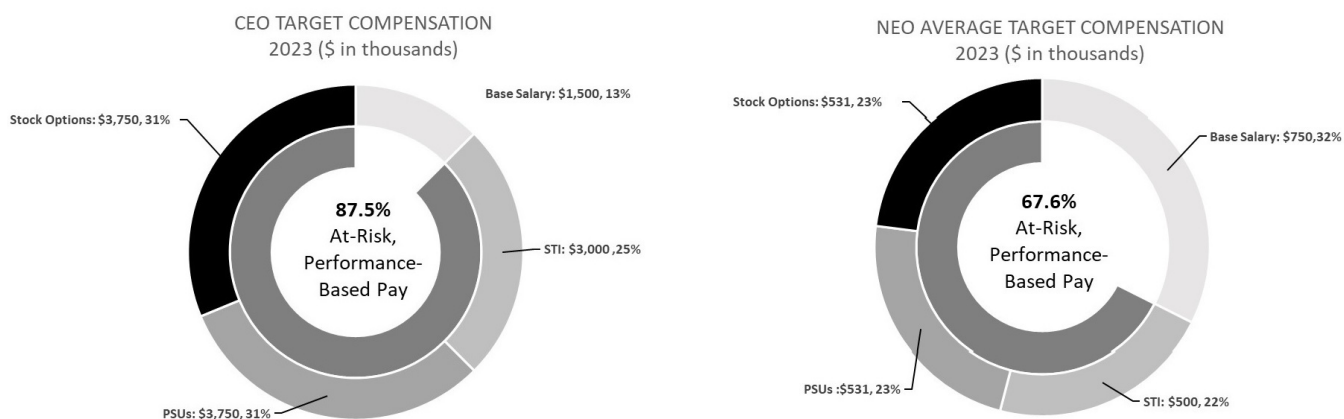 CEO TARGET COMPENSATION
2023 ($ in thousands)
Base Salary: $1,500, 13%
Stock Options: $3,750, 31%
87.5%
At-Risk,
Performance-
Based Pay
STI: $3,000 ,25%
PSUs: $3,750, 31%
NEO AVERAGE TARGET COMPENSATION
2023 ($ in thousands)
Stock Options: $531, 23%
Base Salary: $750,32%
67.6%
At-Risk,
Performance-
Based Pay
PSUs :$531, 23%
STI: $500, 22%